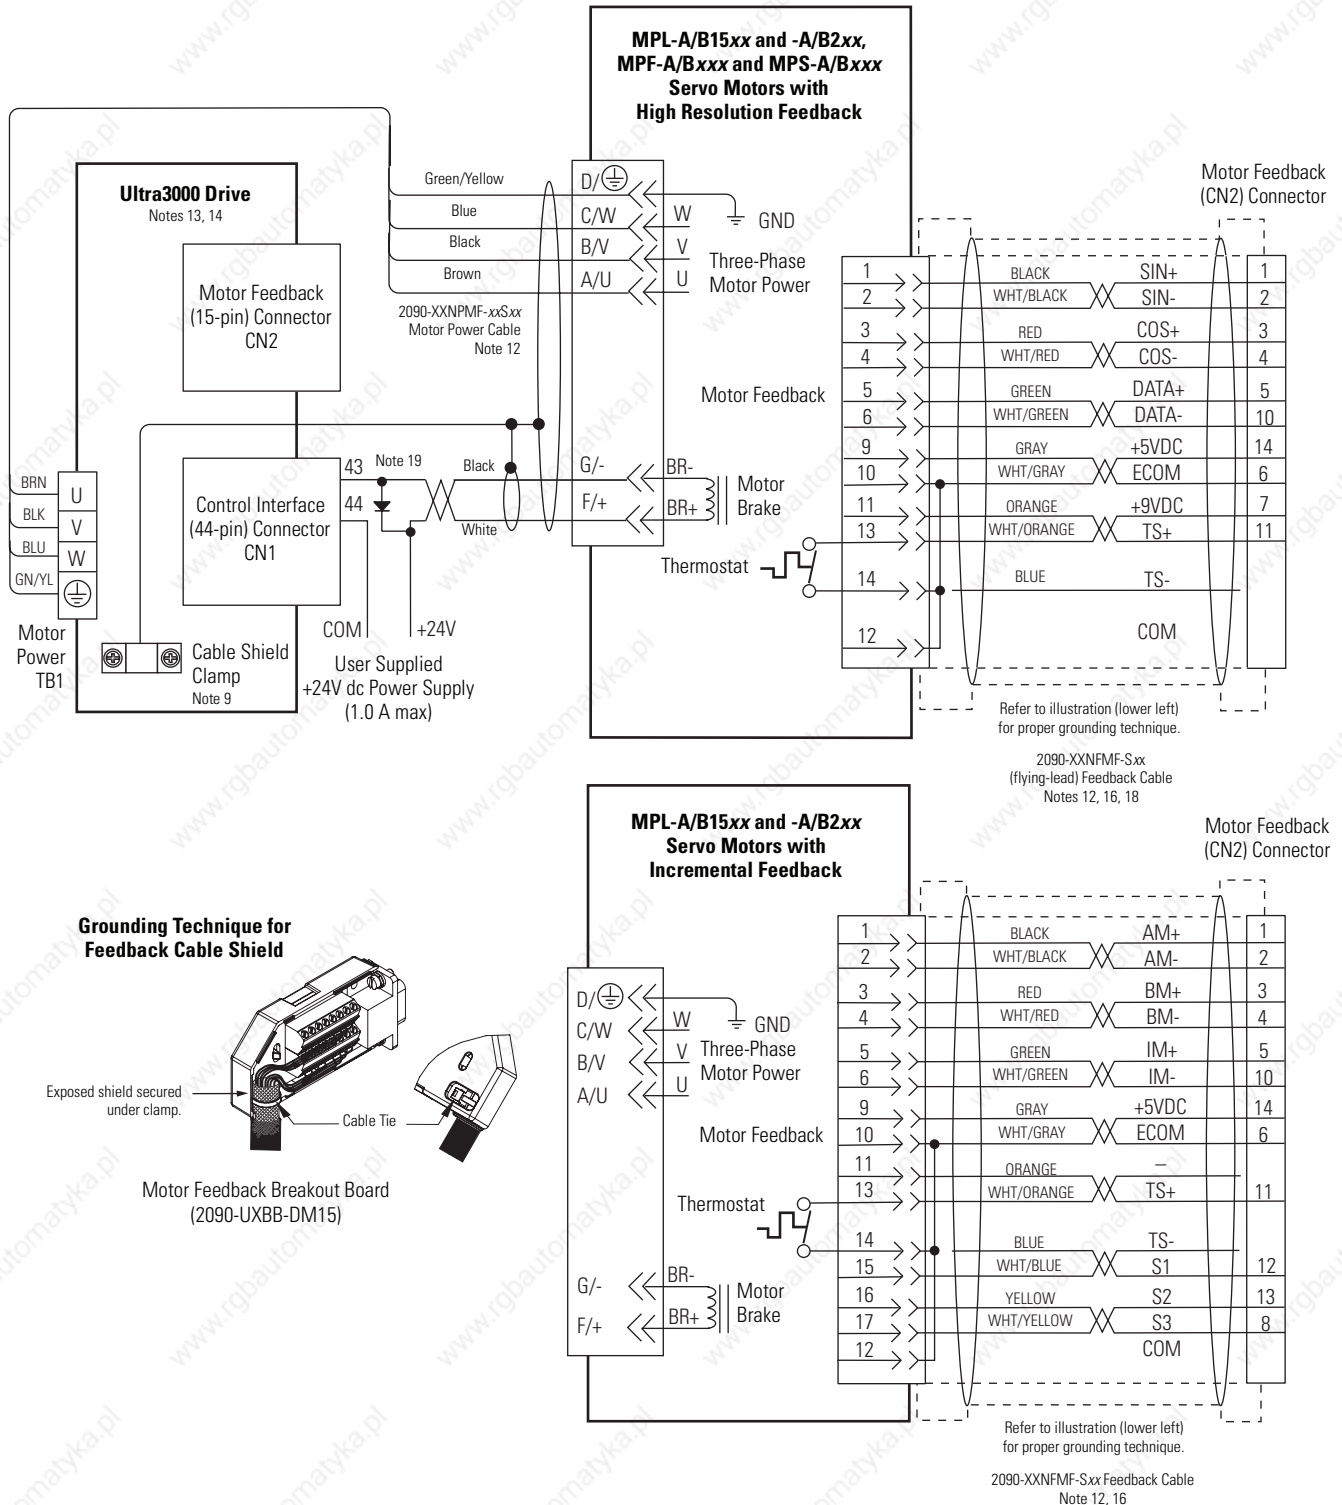 MPL-A/B15xx and -A/B2xx,
MPF-A/Bxxx and MPS-A/Bxxx
Servo Motors with
High Resolution Feedback
Ultra3000 Drive
Notes 13, 14
Motor Feedback
(15-pin) Connector
CN2
Control Interface
(44-pin) Connector
CN1
BRN
BLK
BLU
GN/YL
U
V
W
Motor
Power
TB1
Cable Shield
Clamp
Note 9
Green/Yellow
Blue
Black
Brown
2090-XXNPMF-xxSxx
Motor Power Cable
Note 12
43
44
Note 19
Black
White
COM
+24V
User Supplied
+24V dc Power Supply
(1.0 A max)
D/
C/W
B/V
A/U
G/-
F/+
W
V
U
GND
Three-Phase
Motor Power
Motor Feedback
BR-
BR+
Motor
Brake
Thermostat
Motor Feedback
(CN2) Connector
1 BLACK SIN+ 1
2 WHT/BLACK SIN- 2
3 RED COS+ 3
4 WHT/RED COS- 4
5 GREEN DATA+ 5
6 WHT/GREEN DATA- 10
9 GRAY +5VDC 14
10 WHT/GRAY ECOM 6
11 ORANGE +9VDC 7
13 WHT/ORANGE TS+ 11
14 BLUE TS-
12 COM
Refer to illustration (lower left)
for proper grounding technique.
2090-XXNFMF-Sxx
(flying-lead) Feedback Cable
Notes 12, 16, 18
MPL-A/B15xx and -A/B2xx
Servo Motors with
Incremental Feedback
Motor Feedback
(CN2) Connector
Grounding Technique for
Feedback Cable Shield
Exposed shield secured
under clamp.
Cable Tie
Motor Feedback Breakout Board
(2090-UXBB-DM15)
D/
C/W
B/V
A/U
G/-
F/+
W
V
U
GND
Three-Phase
Motor Power
Motor Feedback
Thermostat
BR-
BR+
Motor
Brake
1 BLACK AM+ 1
2 WHT/BLACK AM- 2
3 RED BM+ 3
4 WHT/RED BM- 4
5 GREEN IM+ 5
6 WHT/GREEN IM- 10
9 GRAY +5VDC 14
10 WHT/GRAY ECOM 6
11 ORANGE –
13 WHT/ORANGE TS+ 11
14 BLUE TS-
15 WHT/BLUE S1 12
16 YELLOW S2 13
17 WHT/YELLOW S3 8
12 COM
Refer to illustration (lower left)
for proper grounding technique.
2090-XXNFMF-Sxx Feedback Cable
Note 12, 16
www.rgbautomatyka.pl